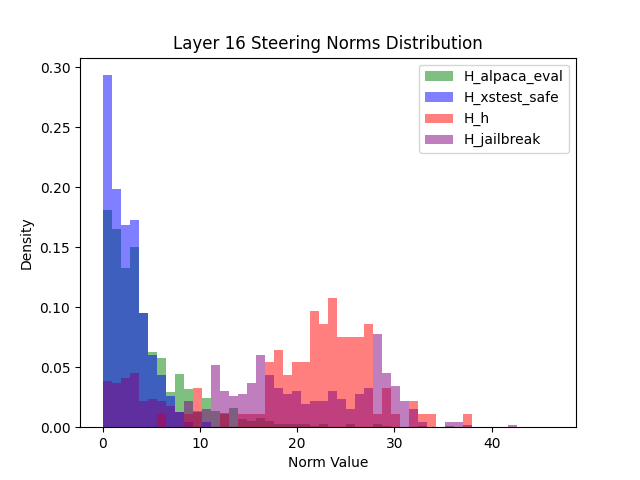 Layer 16 Steering Norms Distribution
H_alpaca_eval
H_xstest_safe
H_h
H_jailbreak
0.30
0.25
0.20
0.15
0.10
0.05
0.00
Density
0 10 20 30 40
Norm Value